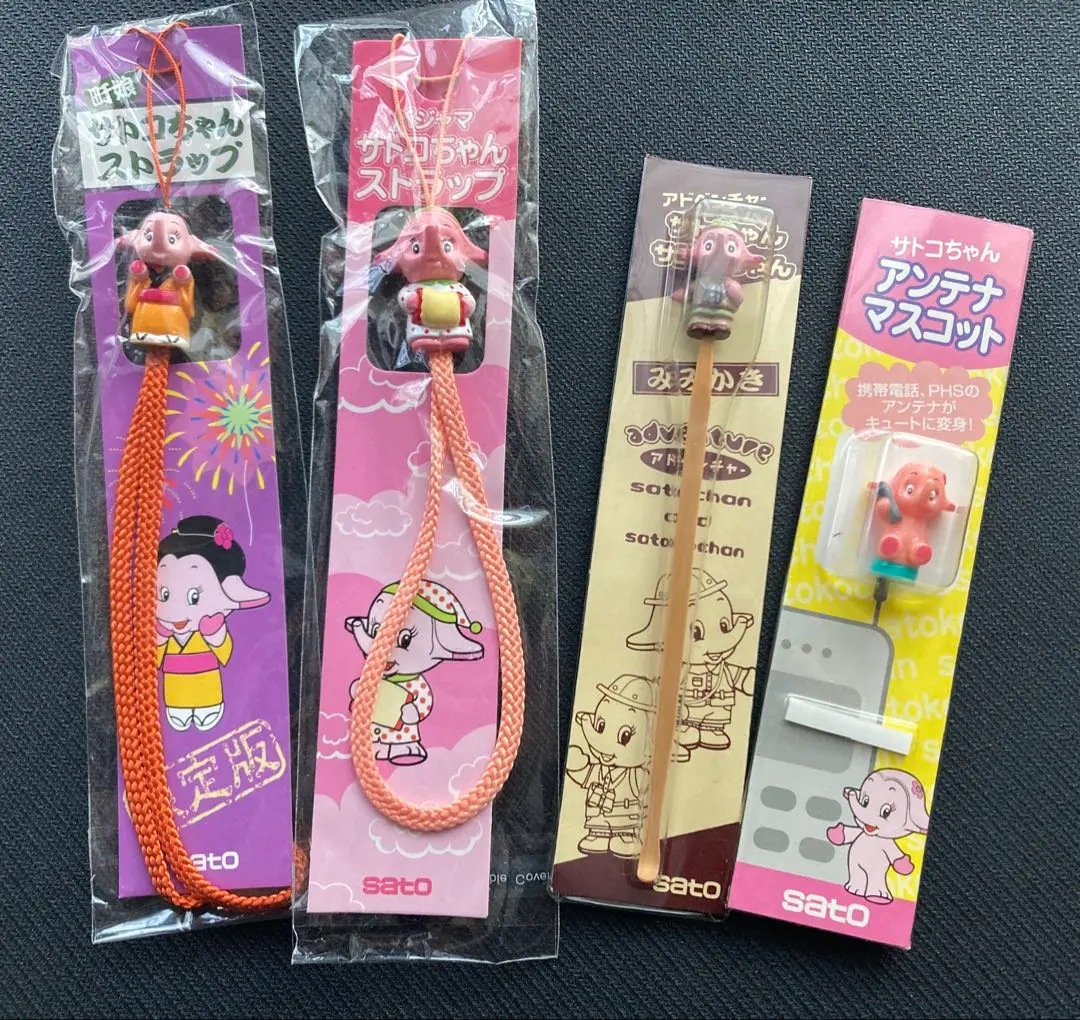 町娘
サトコちゃん
ストラップ
定版
sato
パジャマ
サトコちゃん
ストラップ
sato
ble Cover
アドベンチャー
みみかき
adventure
アドベンチャー
satochan
and
satokochan
sato
サトコちゃん
アンテナ
マスコット
携帯電話、PHSの
アンテナが
キュートに変身!
sato